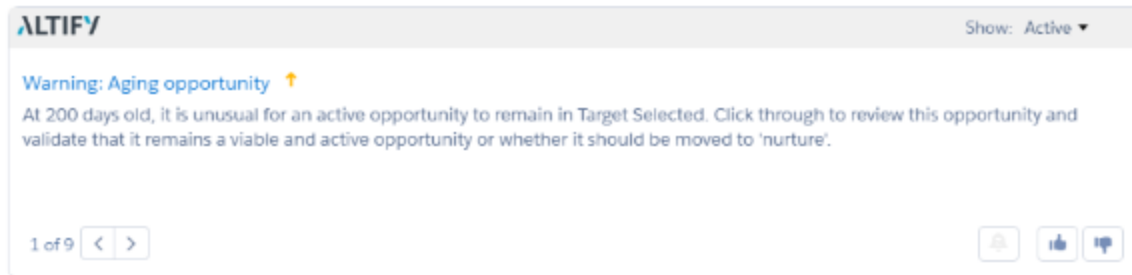 ALTIFY
Show: Active
Warning: Aging opportunity
At 200 days old, it is unusual for an active opportunity to remain in Target Selected. Click through to review this opportunity and
validate that it remains a viable and active opportunity or whether it should be moved to 'nurture'.
1 of 9